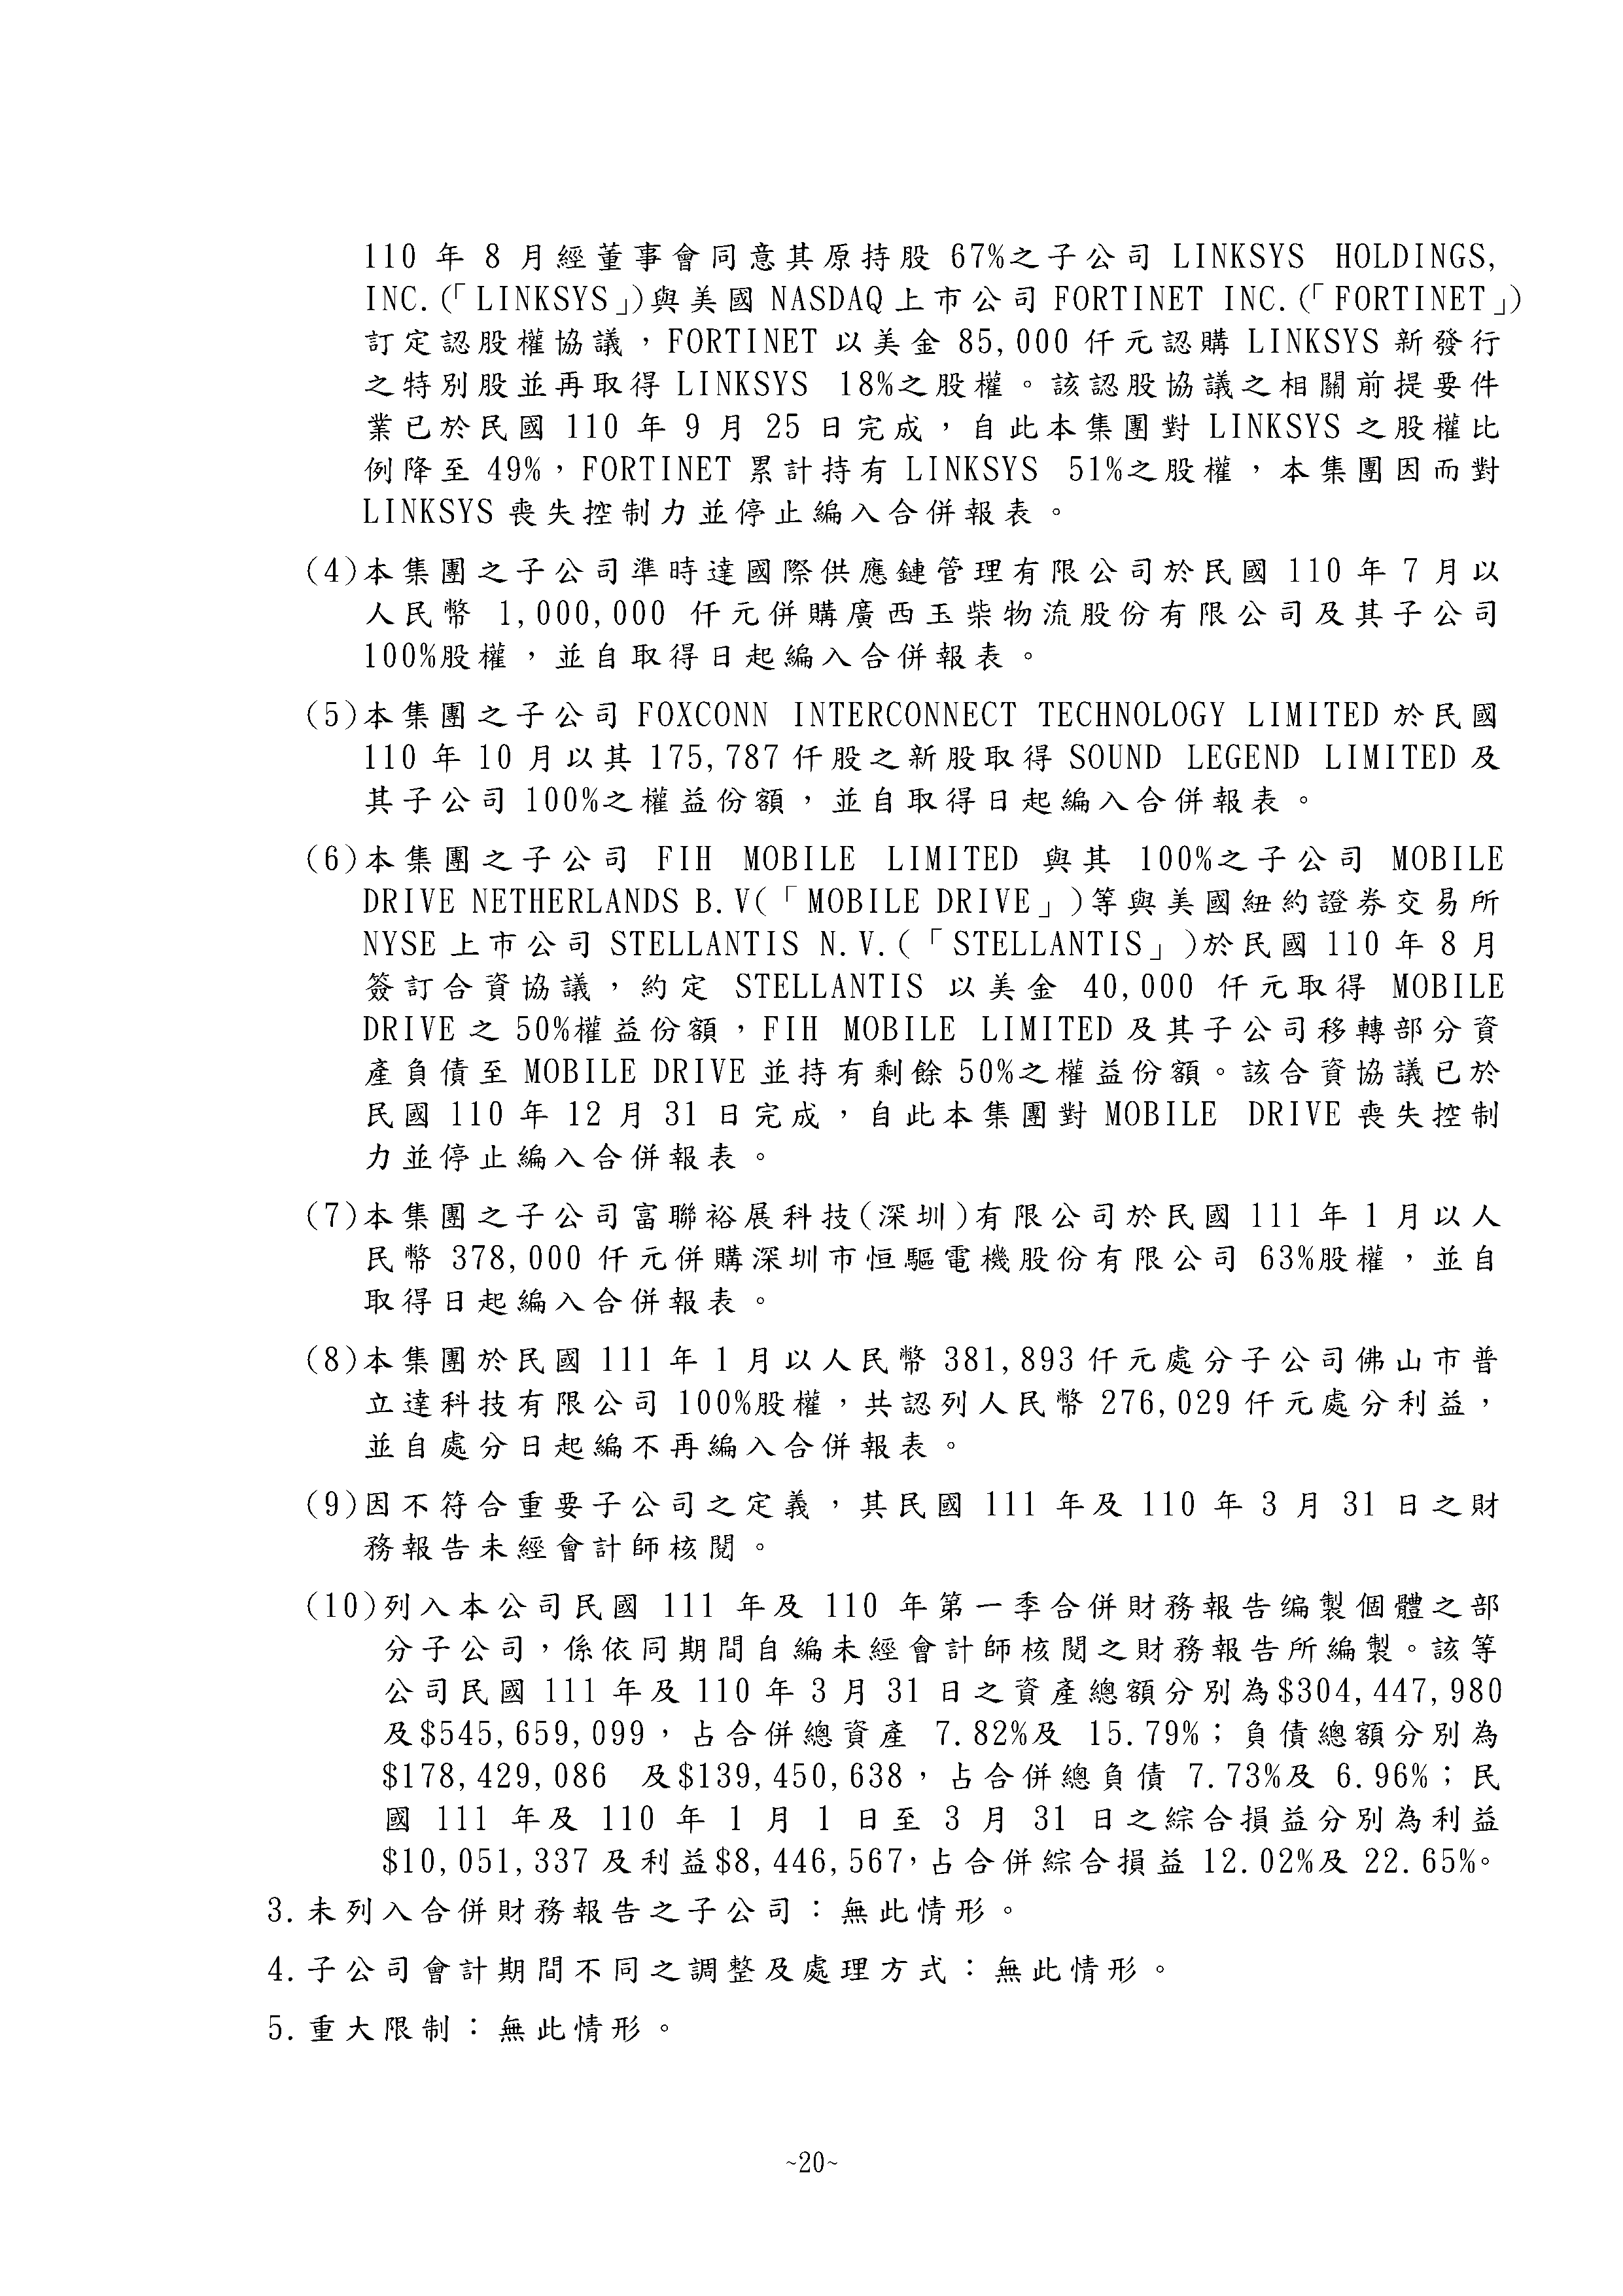 110 年 8 月經董事會同意其原持股 67%之子公司 LINKSYS HOLDINGS,
INC.(「LINKSYS」)與美國 NASDAQ 上市公司 FORTINET INC.(「FORTINET」)
訂定認股權協議，FORTINET 以美金 85,000 仟元認購 LINKSYS 新發行
之特別股並再取得 LINKSYS 18%之股權。該認股協議之相關前提要件
業已於民國 110 年 9 月 25 日完成，自此本集團對 LINKSYS 之股權比
例降至 49%，FORTINET 累計持有 LINKSYS 51%之股權，本集團因而對
LINKSYS 喪失控制力並停止編入合併報表。
(4)本集團之子公司準時達國際供應鏈管理有限公司於民國 110 年 7 月以
人民幣 1,000,000 仟元併購廣西玉柴物流股份有限公司及其子公司
100%股權，並自取得日起編入合併報表。
(5)本集團之子公司 FOXCONN INTERCONNECT TECHNOLOGY LIMITED 於民國
110 年 10 月以其 175,787 仟股之新股取得 SOUND LEGEND LIMITED 及
其子公司 100%之權益份額，並自取得日起編入合併報表。
(6)本集團之子公司 FIH MOBILE LIMITED 與其 100%之子公司 MOBILE
DRIVE NETHERLANDS B.V(「MOBILE DRIVE」)等與美國紐約證券交易所
NYSE 上市公司 STELLANTIS N.V.(「STELLANTIS」)於民國 110 年 8 月
簽訂合資協議，約定 STELLANTIS 以美金 40,000 仟元取得 MOBILE
DRIVE 之 50%權益份額，FIH MOBILE LIMITED 及其子公司移轉部分資
產負債至 MOBILE DRIVE 並持有剩餘 50%之權益份額。該合資協議已於
民國 110 年 12 月 31 日完成，自此本集團對 MOBILE DRIVE 喪失控制
力並停止編入合併報表。
(7)本集團之子公司富聯裕展科技(深圳)有限公司於民國 111 年 1 月以人
民幣 378,000 仟元併購深圳市恒驅電機股份有限公司 63%股權，並自
取得日起編入合併報表。
(8)本集團於民國 111 年 1 月以人民幣 381,893 仟元處分子公司佛山市普
立達科技有限公司 100%股權，共認列人民幣 276,029 仟元處分利益，
並自處分日起編不再編入合併報表。
(9)因不符合重要子公司之定義，其民國 111 年及 110 年 3 月 31 日之財
務報告未經會計師核閱。
(10)列入本公司民國 111 年及 110 年第一季合併財務報告編製個體之部
分子公司，係依同期間自編未經會計師核閱之財務報告所編製。該等
公司民國 111 年及 110 年 3 月 31 日之資產總額分別為$304,447,980
及$545,659,099，占合併總資產 7.82%及 15.79%；負債總額分別為
$178,429,086 及$139,450,638，占合併總負債 7.73%及 6.96%；民
國 111 年及 110 年 1 月 1 日至 3 月 31 日之綜合損益分別為利益
$10,051,337 及利益$8,446,567，占合併綜合損益 12.02%及 22.65%。
3.未列入合併財務報告之子公司：無此情形。
4.子公司會計期間不同之調整及處理方式：無此情形。
5.重大限制：無此情形。
~20~